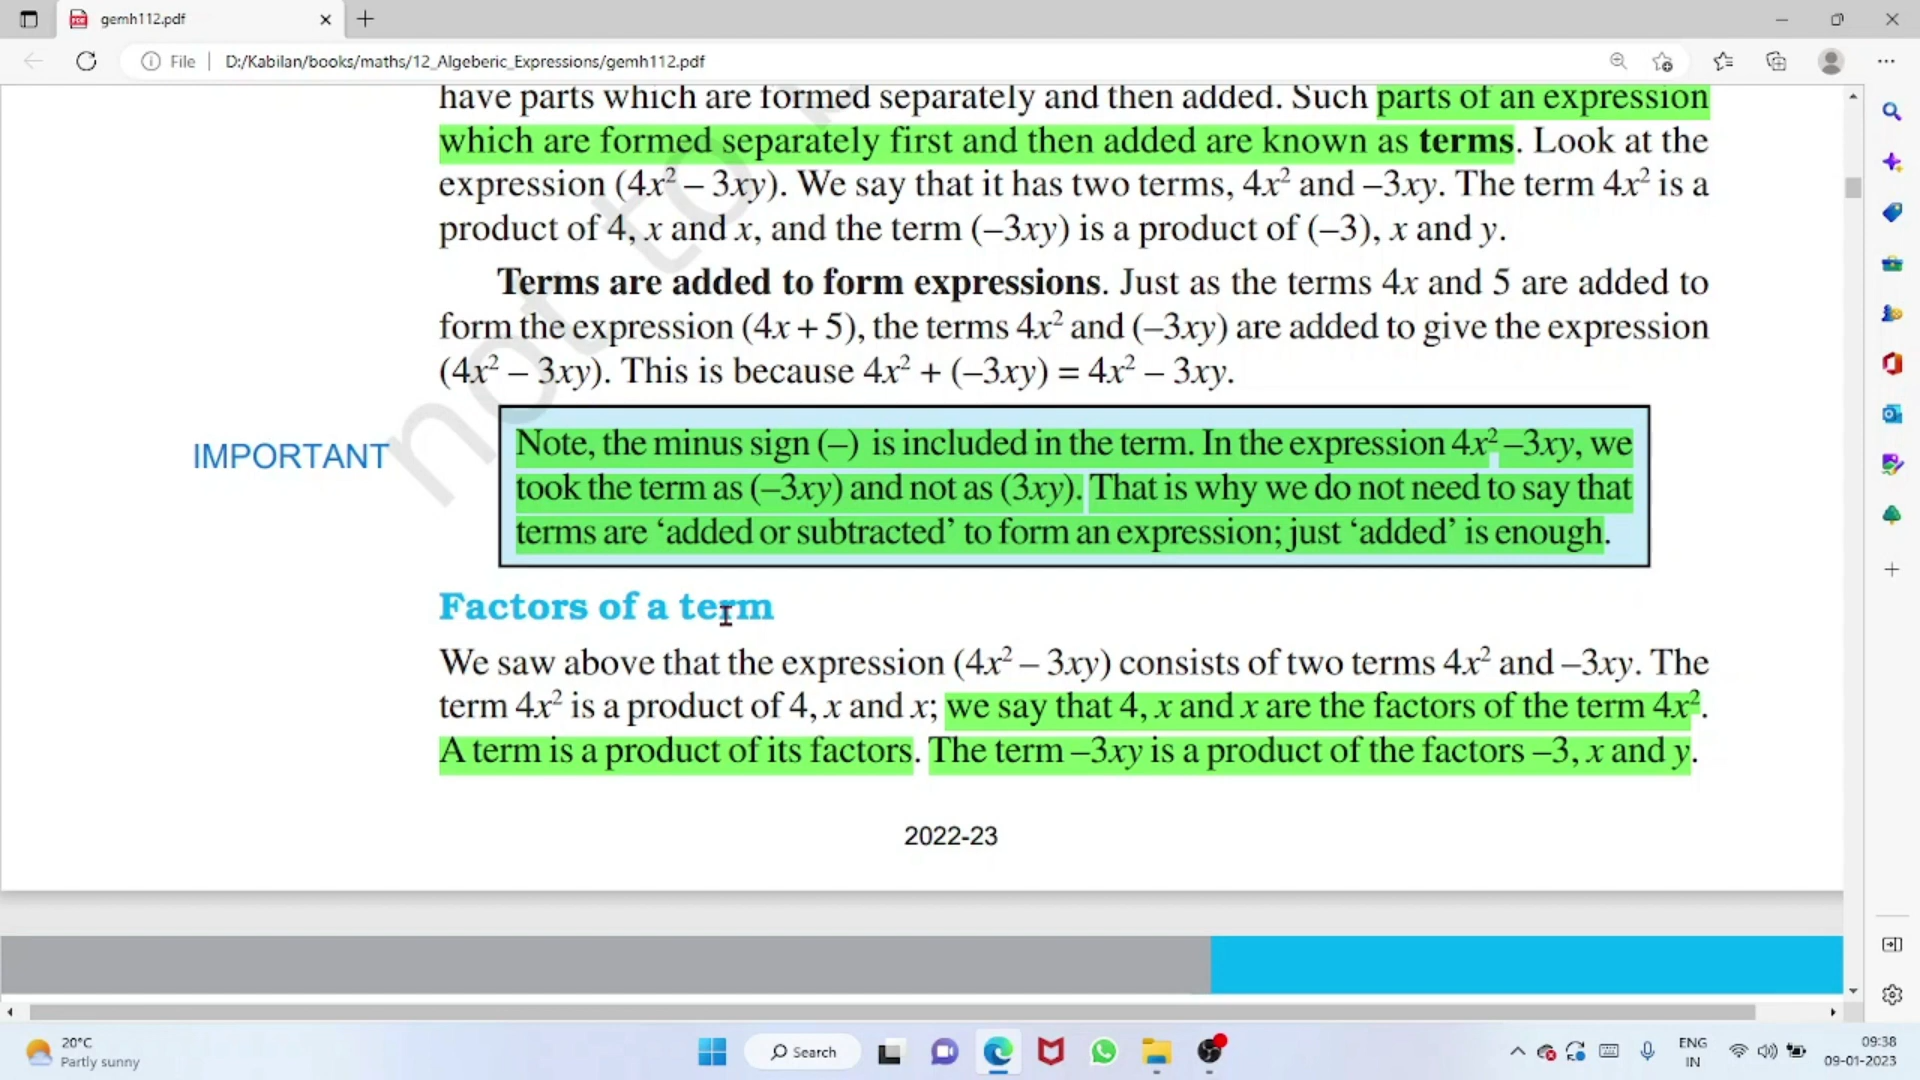 gemh112.pdf
File
D:/Kabilan/books/maths/12_Algeberic_Expressions/gemh112.pdf
have parts which are formed separately and then added. Such parts of an expression
which are formed separately first and then added are known as terms. Look at the
expression (4x² – 3xy). We say that it has two terms, 4x² and –3xy. The term 4x² is a
product of 4, x and x, and the term (–3xy) is a product of (–3), x and y.
Terms are added to form expressions. Just as the terms 4x and 5 are added to
form the expression (4x + 5), the terms 4x² and (–3xy) are added to give the expression
(4x² – 3xy). This is because 4x² + (–3xy) = 4x² – 3xy.
IMPORTANT
Note, the minus sign (–) is included in the term. In the expression 4x² –3xy, we
took the term as (–3xy) and not as (3xy). That is why we do not need to say that
terms are ‘added or subtracted’ to form an expression; just ‘added’ is enough.
Factors of a term
We saw above that the expression (4x² – 3xy) consists of two terms 4x² and –3xy. The
term 4x² is a product of 4, x and x; we say that 4, x and x are the factors of the term 4x².
A term is a product of its factors. The term –3xy is a product of the factors –3, x and y.
2022-23
not to
20°C
Partly sunny
Search
ENG
IN
09:38
09-01-2023